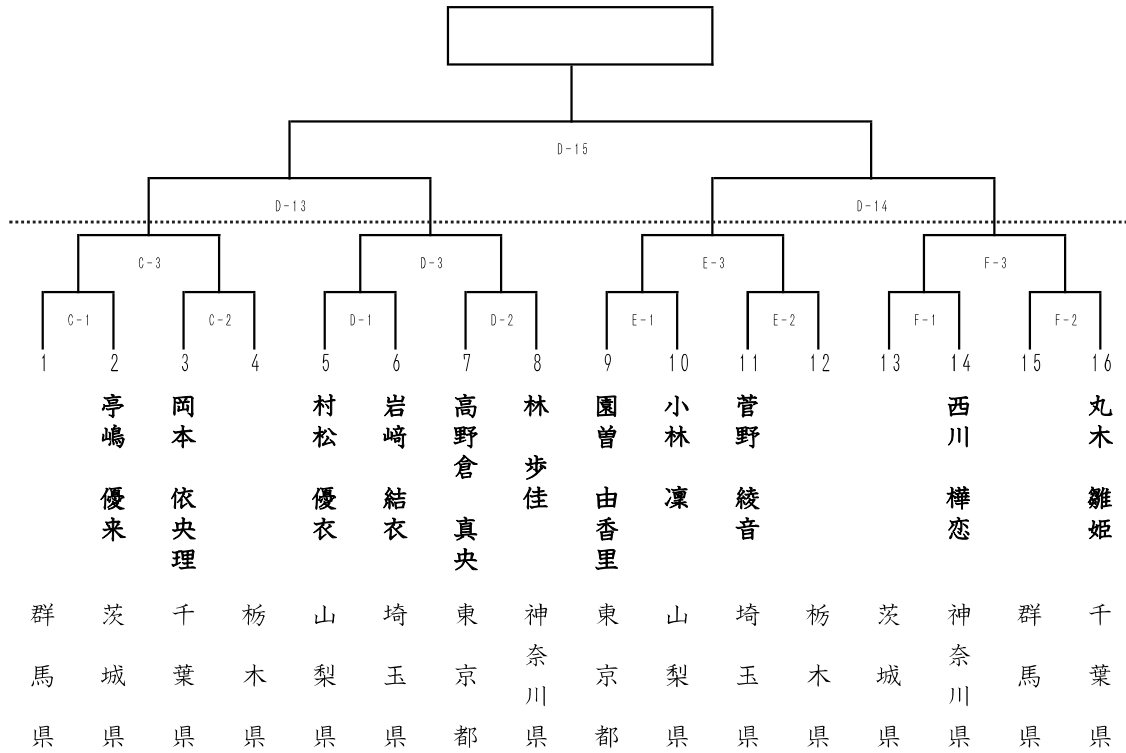 D-15
D-13 D-14
C-3 D-3 E-3 F-3
C-1 C-2 D-1 D-2 E-1 E-2 F-1 F-2
1 2 3 4 5 6 7 8 9 10 11 12 13 14 15 16
亭嶋 優来
岡本 依央理
村松 優衣
岩﨑 結衣
高野倉 真央
林 歩佳
園曽 由香里
小林 凜
菅野 綾音
西川 樺恋
丸木 雛姫
群馬県
茨城県
千葉県
栃木県
山梨県
埼玉県
東京都
神奈川県
東京都
山梨県
埼玉県
栃木県
茨城県
神奈川県
群馬県
千葉県